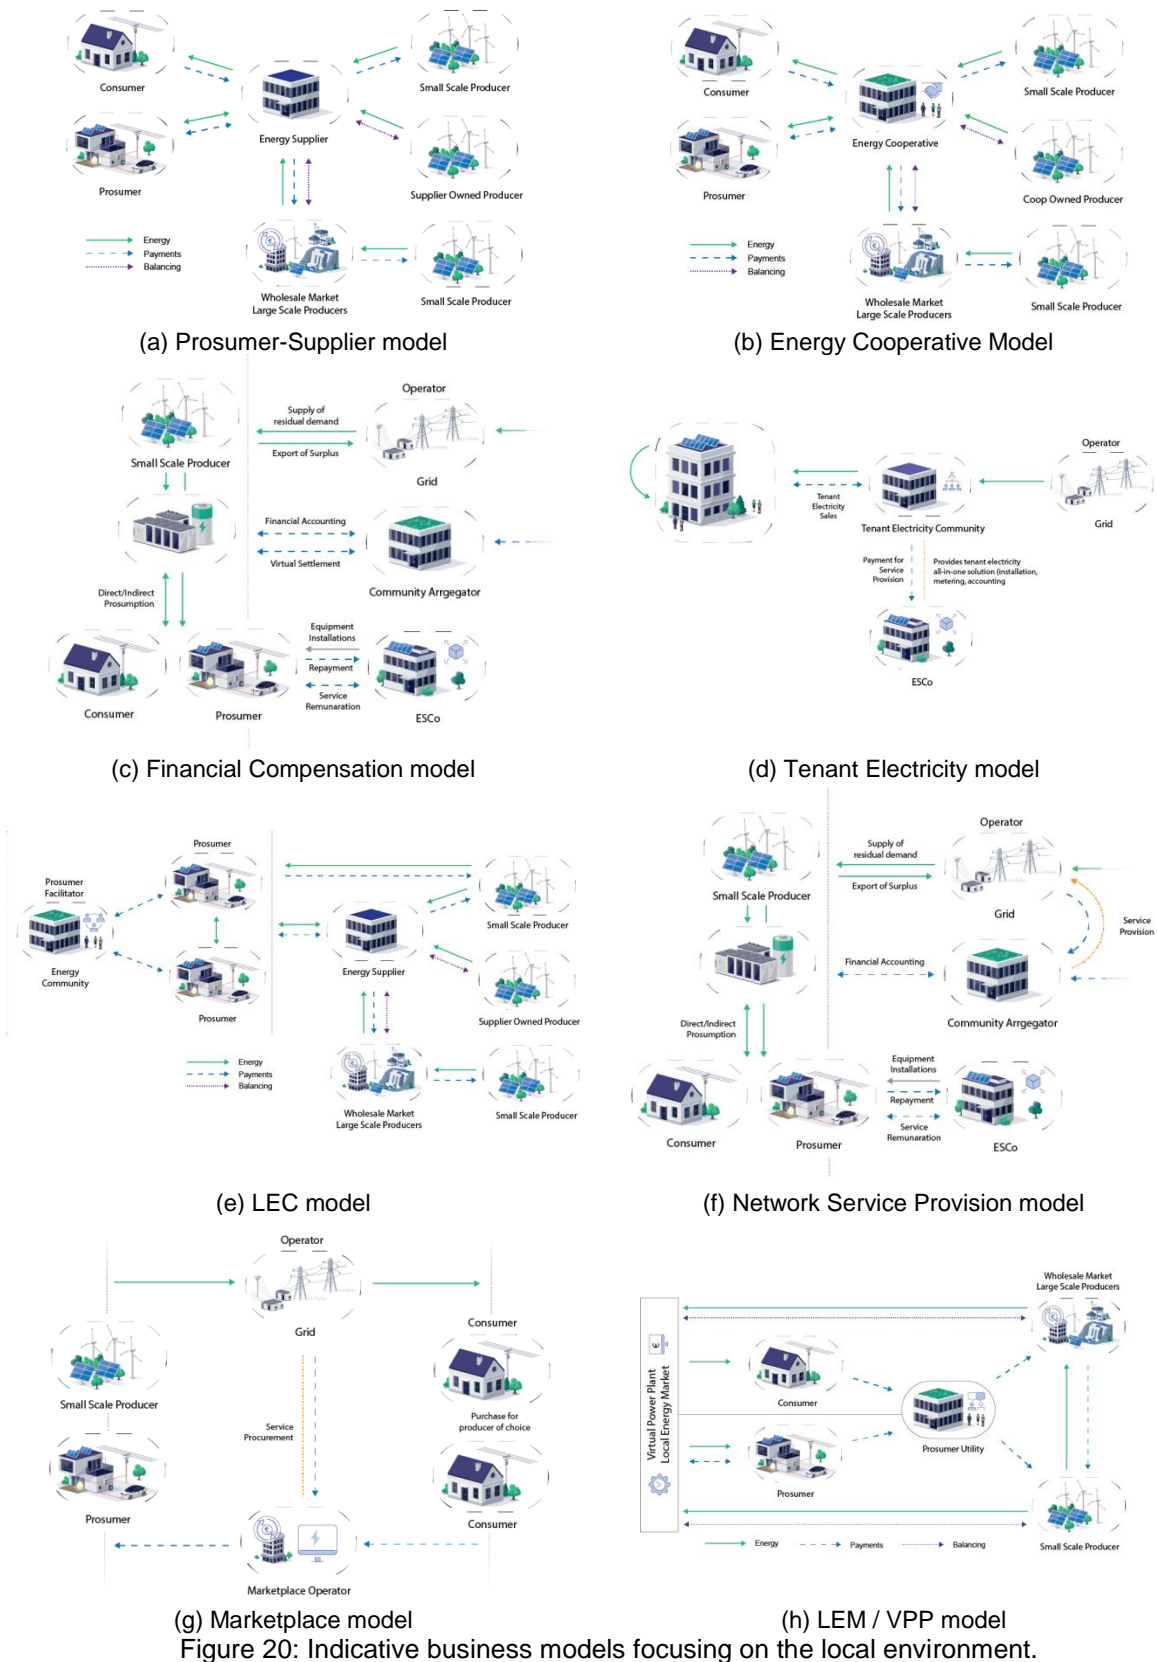 Consumer
Small Scale Producer
Energy Supplier
Prosumer
Supplier Owned Producer
Energy
Payments
Balancing
Wholesale Market
Large Scale Producers
Small Scale Producer
(a) Prosumer-Supplier model
Consumer
Small Scale Producer
Energy Cooperative
Prosumer
Coop Owned Producer
Energy
Payments
Balancing
Wholesale Market
Large Scale Producers
Small Scale Producer
(b) Energy Cooperative Model
Operator
Supply of
residual demand
Small Scale Producer
Export of Surplus
Grid
Financial Accounting
Virtual Settlement
Community Arrgegator
Direct/Indirect
Prosumption
Equipment
Installations
Repayment
Service
Remunaration
Consumer
Prosumer
ESCo
(c) Financial Compensation model
Operator
Tenant
Electricity
Sales
Tenant Electricity Community
Grid
Payment for
Service
Provision
Provides tenant electricity
all-in-one solution (installation,
metering, accounting
ESCo
(d) Tenant Electricity model
Prosumer
Prosumer
Facilitator
Small Scale Producer
Energy
Community
Energy Supplier
Prosumer
Supplier Owned Producer
Energy
Payments
Balancing
Wholesale Market
Large Scale Producers
Small Scale Producer
(e) LEC model
Operator
Supply of
residual demand
Small Scale Producer
Export of Surplus
Grid
Service
Provision
Financial Accounting
Community Arrgegator
Direct/Indirect
Prosumption
Equipment
Installations
Repayment
Service
Remunaration
Consumer
Prosumer
ESCo
(f) Network Service Provision model
Operator
Grid
Consumer
Small Scale Producer
Purchase for
producer of choice
Service
Procurement
Prosumer
Consumer
Marketplace Operator
(g) Marketplace model
Wholesale Market
Large Scale Producers
Virtual Power Plant
Local Energy Market
Consumer
Prosumer Utility
Prosumer
Small Scale Producer
Energy
Payments
Balancing
(h) LEM / VPP model
Figure 20: Indicative business models focusing on the local environment.